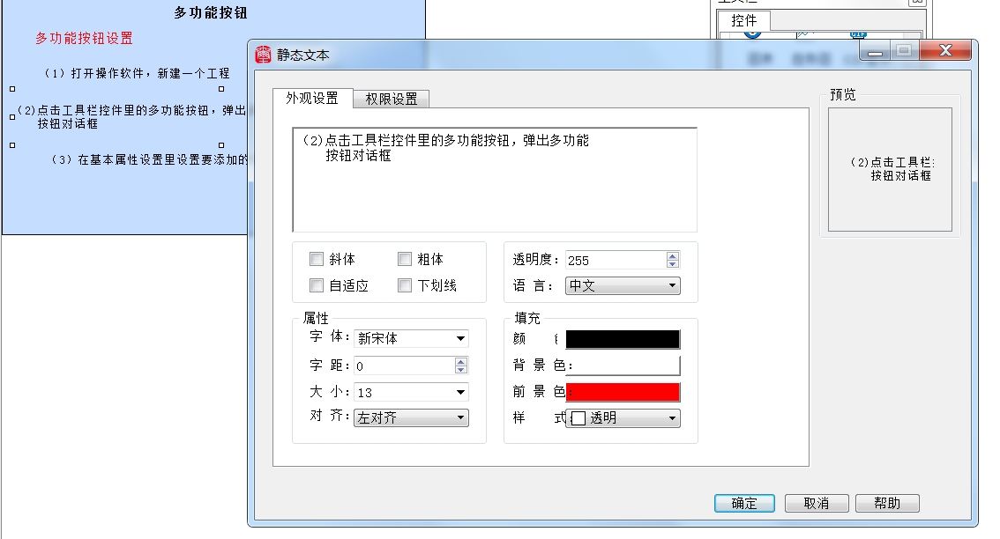 多功能按钮
多功能按钮设置
（1）打开操作软件，新建一个工程
（2)点击工具栏控件里的多功能按钮，弹出
按钮对话框
（3）在基本属性设置里设置要添加的
控件
静态文本
外观设置
权限设置
（2)点击工具栏控件里的多功能按钮，弹出多功能
按钮对话框
斜体
粗体
自适应
下划线
透明度：
255
语 言：
中文
属性
字 体：
新宋体
字 距：
0
大 小：
13
对 齐：
左对齐
填充
颜
背 景 色：
前 景 色：
样 式
透明
预览
（2)点击工具栏
按钮对话框
确定
取消
帮助